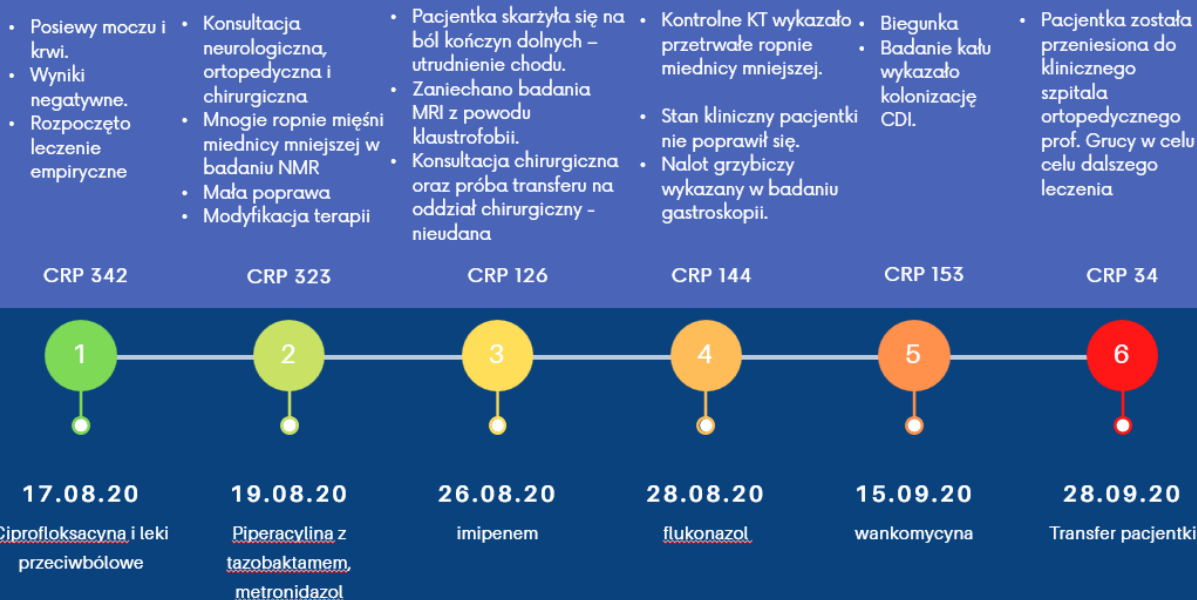 • Posiewy moczu i
krwi.
• Wyniki
negatywne.
• Rozpoczęto
leczenie
empiryczne
• Konsultacja
neurologiczna,
ortopedyczna i
chirurgiczna
• Mnogie ropnie mięśni
miednicy mniejszej w
badaniu NMR
• Mała poprawa
• Modyfikacja terapii
• Pacjentka skarżyła się na
ból kończyn dolnych –
utrudnienie chodu.
• Zaniechano badania
MRI z powodu
klaustrofobii.
• Konsultacja chirurgiczna
oraz próba transferu na
oddział chirurgiczny -
nieudana
• Kontrolne KT wykazało
przetrwałe ropnie
miednicy mniejszej.
• Stan kliniczny pacjentki
nie poprawił się.
• Nalot grzybiczy
wykazany w badaniu
gastroskopii.
• Biegunka
• Badanie kału
wykazało
kolonizację
CDI.
• Pacjentka została
przeniesiona do
klinicznego
szpitala
ortopedycznego
prof. Grucy w celu
celu dalszego
leczenia
CRP 342
CRP 323
CRP 126
CRP 144
CRP 153
CRP 34
1
2
3
4
5
6
17.08.20
19.08.20
26.08.20
28.08.20
15.09.20
28.09.20
Ciprofloksacyna i leki
przeciwbólowe
Piperacylina z
tazobaktamem,
metronidazol
imipenem
flukonazol
wankomycyna
Transfer pacjentki